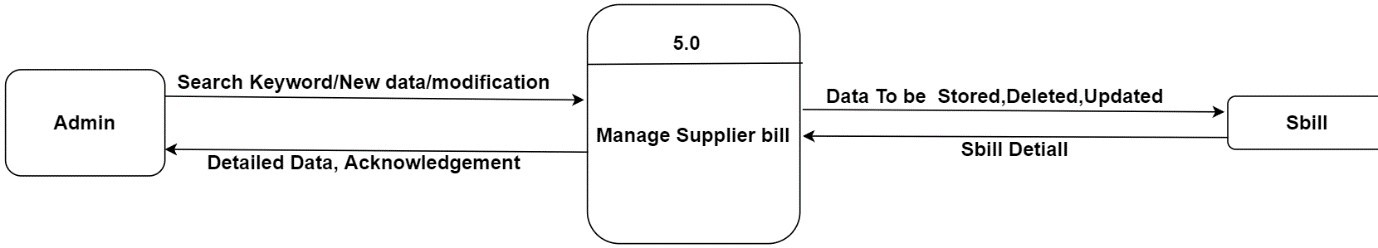 5.0
Search Keyword/New data/modification
Admin
Data To be Stored,Deleted,Updated
Sbill
Manage Supplier bill
Sbill Detiall
Detailed Data, Acknowledgement